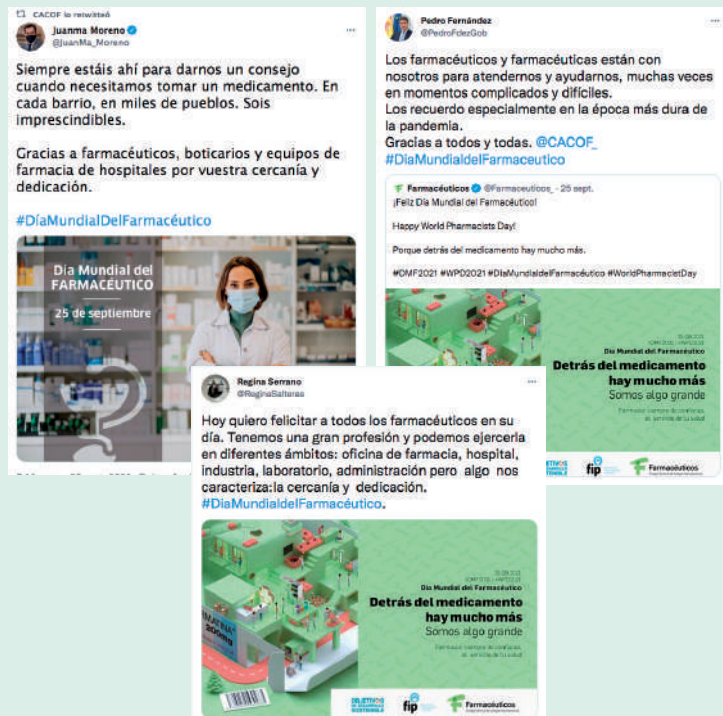 CACOF lo retwitteó
Juanma Moreno
@JuanMa_Moreno
Siempre estáis ahí para darnos un consejo
cuando necesitamos tomar un medicamento. En
cada barrio, en miles de pueblos. Sois
imprescindibles.
Gracias a farmacéuticos, boticarios y equipos de
farmacia de hospitales por vuestra cercanía y
dedicación.
#DíaMundialDelFarmacéutico
Día Mundial del
FARMACÉUTICO
25 de septiembre
Pedro Fernández
@PedroFdezGob
Los farmacéuticos y farmacéuticas están con
nosotros para atendernos y ayudarnos, muchas veces
en momentos complicados y difíciles.
Los recuerdo especialmente en la época más dura de
la pandemia.
Gracias a todos y todas. @CACOF_
#DiaMundialdelFarmaceutico
Farmacéuticos @Farmaceuticos_ · 25 sept.
¡Feliz Día Mundial del Farmacéutico!
Happy World Pharmacists Day!
Porque detrás del medicamento hay mucho más.
#DMF2021 #WPD2021 #DíaMundialdelFarmacéutico #WorldPharmacistDay
Día Mundial del Farmacéutico
Detrás del medicamento
hay mucho más
Somos algo grande
fip
Farmacéuticos
Regina Serrano
@ReginaSalteras
Hoy quiero felicitar a todos los farmacéuticos en su
día. Tenemos una gran profesión y podemos ejercerla
en diferentes ámbitos: oficina de farmacia, hospital,
industria, laboratorio, administración pero algo nos
caracteriza:la cercanía y dedicación.
#DíaMundialdelFarmacéutico.
Día Mundial del Farmacéutico
Detrás del medicamento
hay mucho más
Somos algo grande
200mg
OBJETIVOS
DE DESARROLLO
SOSTENIBLE
fip
Farmacéuticos